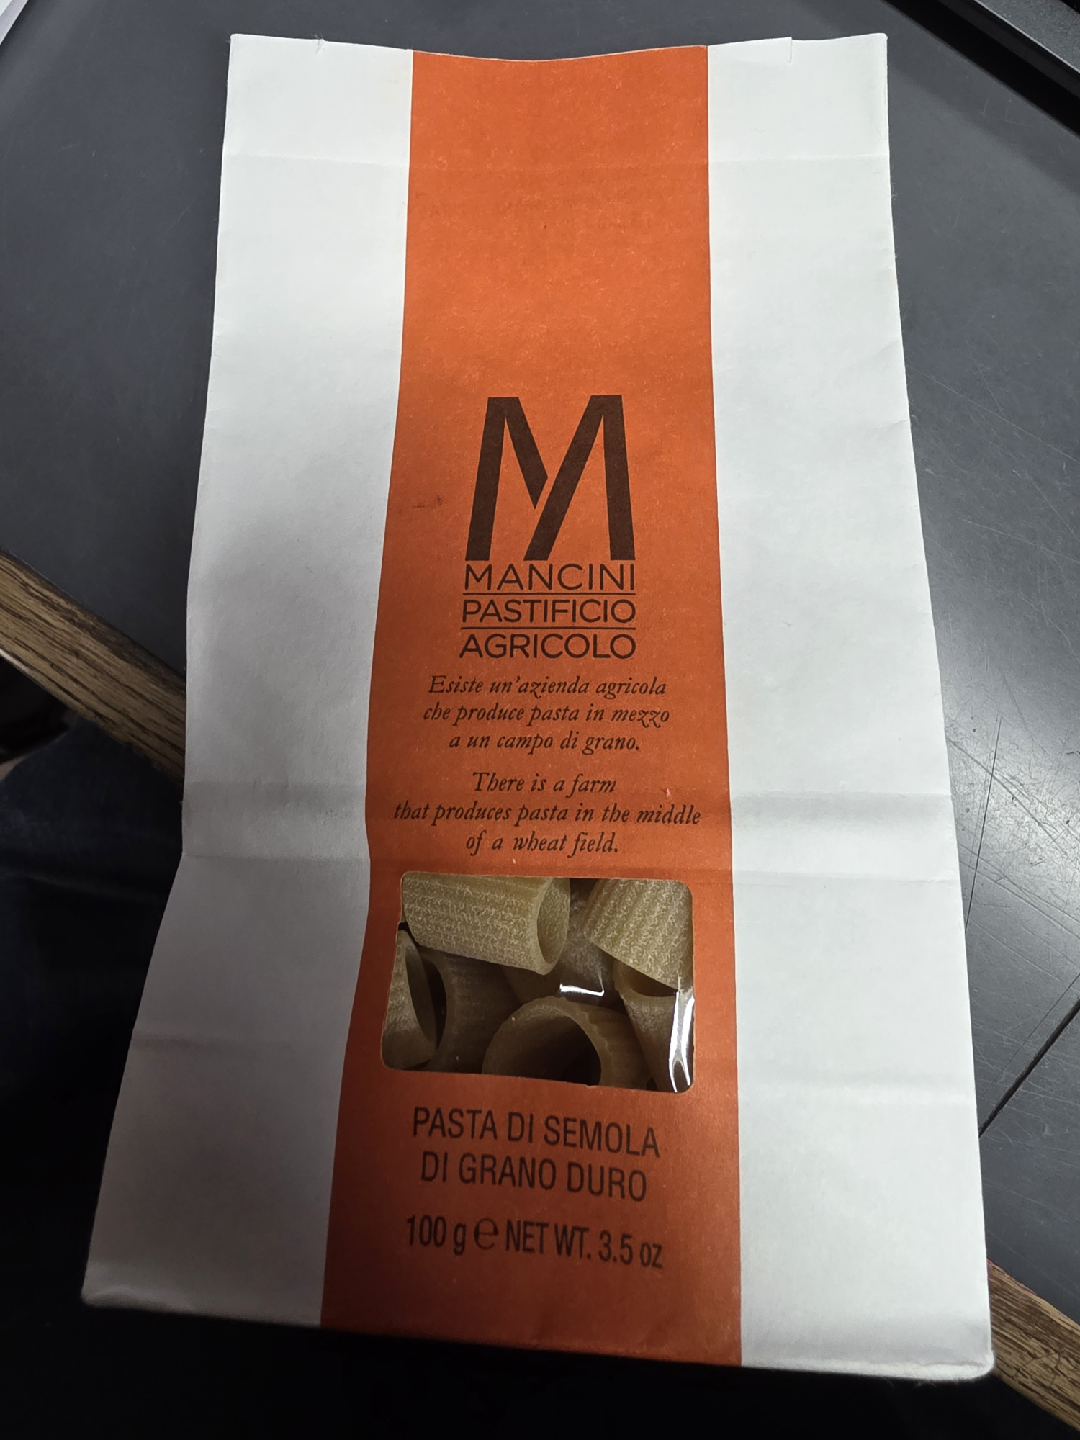 M
MANCINI
PASTIFICIO
AGRICOLO
Esiste un'azienda agricola
che produce pasta in mezzo
a un campo di grano.
There is a farm
that produces pasta in the middle
of a wheat field.
PASTA DI SEMOLA
DI GRANO DURO
100 g ℮ NET WT. 3.5 oz